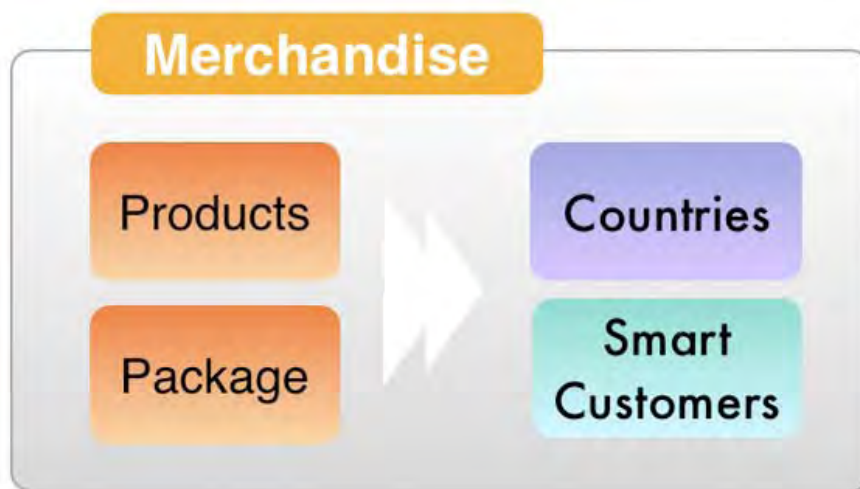 Merchandise
Products
Countries
Package
Smart
Customers